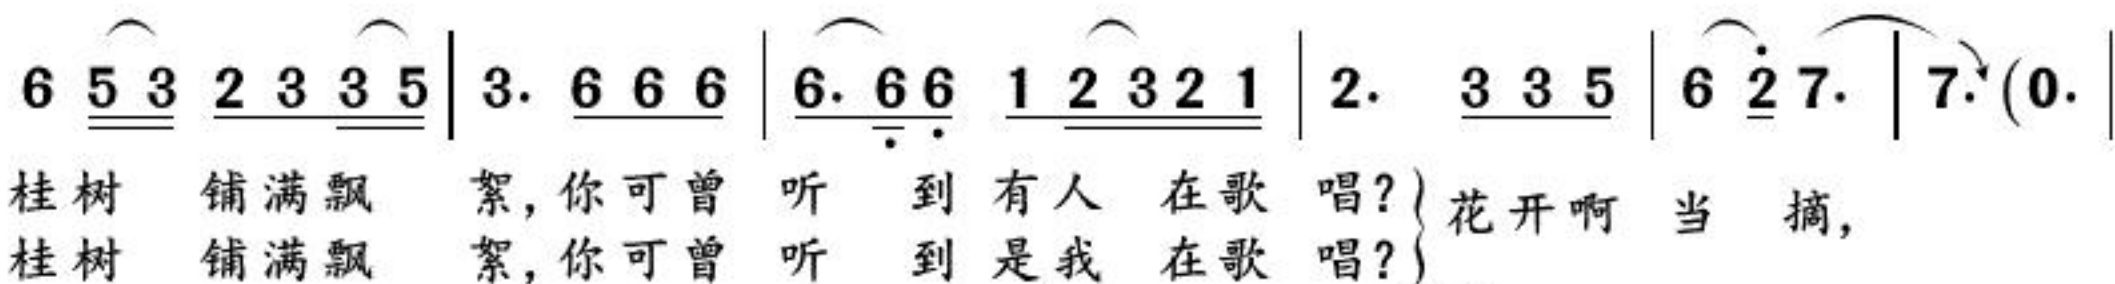 6 5 3 2 3 3 5 | 3. 6 6 6 | 6. 6 6 1 2 3 2 1 | 2. 3 3 5 | 6 2 7. | 7. (0. |
桂树 铺满飘 絮,你可曾 听 到 有人 在歌 唱?} 花开啊 当 摘,
桂树 铺满飘 絮,你可曾 听 到 是我 在歌 唱?}